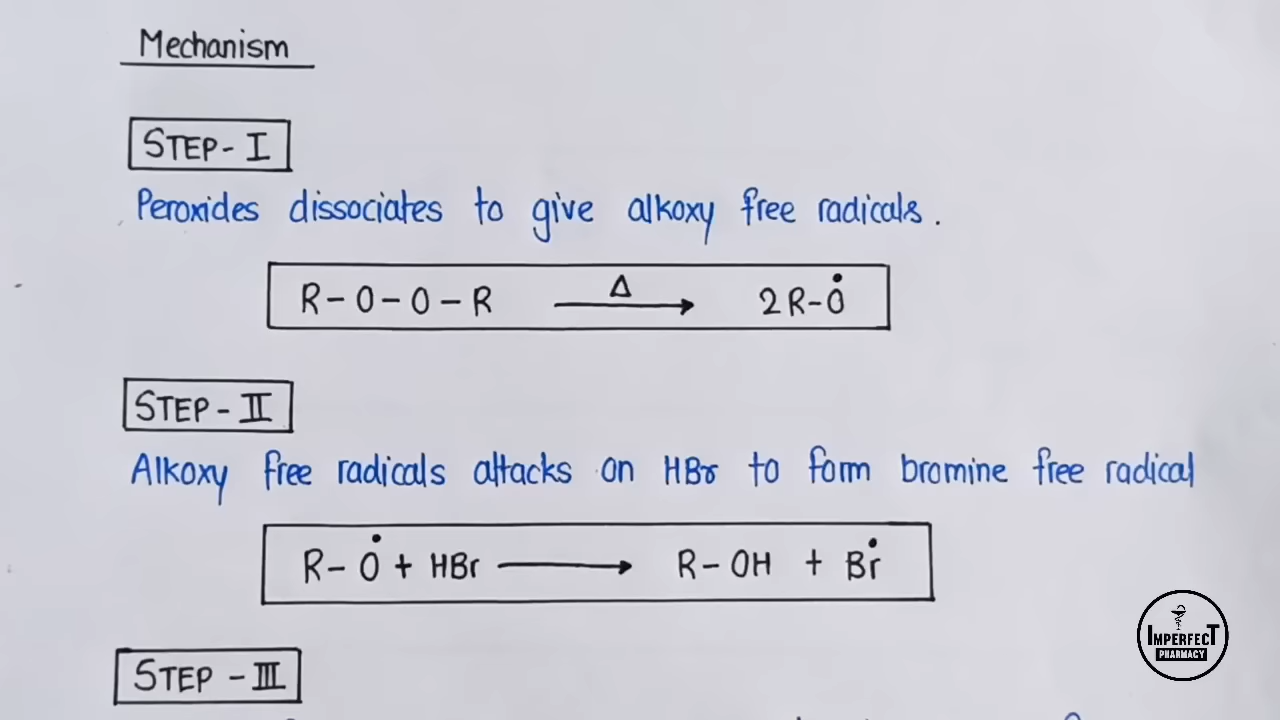 Mechanism
STEP-I
Peroxides dissociates to give alkoxy free radicals.
R-O-O-R Δ → 2R-Ȯ
STEP-II
Alkoxy free radicals attacks on HBr to form bromine free radical
R-Ȯ + HBr → R-OH + Bṙ
STEP-III
IMPERFECT
PHARMACY